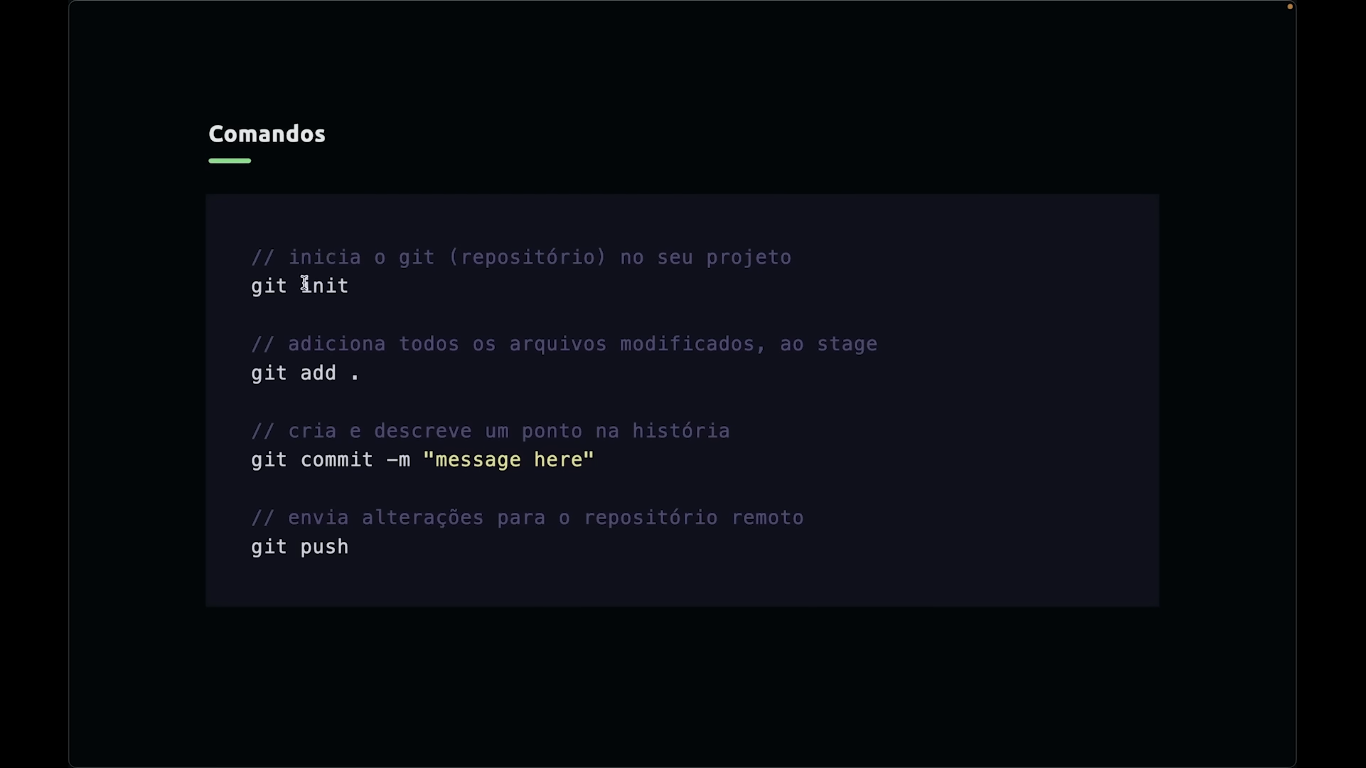 Comandos
// inicia o git (repositório) no seu projeto
git init
// adiciona todos os arquivos modificados, ao stage
git add .
// cria e descreve um ponto na história
git commit -m "message here"
// envia alterações para o repositório remoto
git push